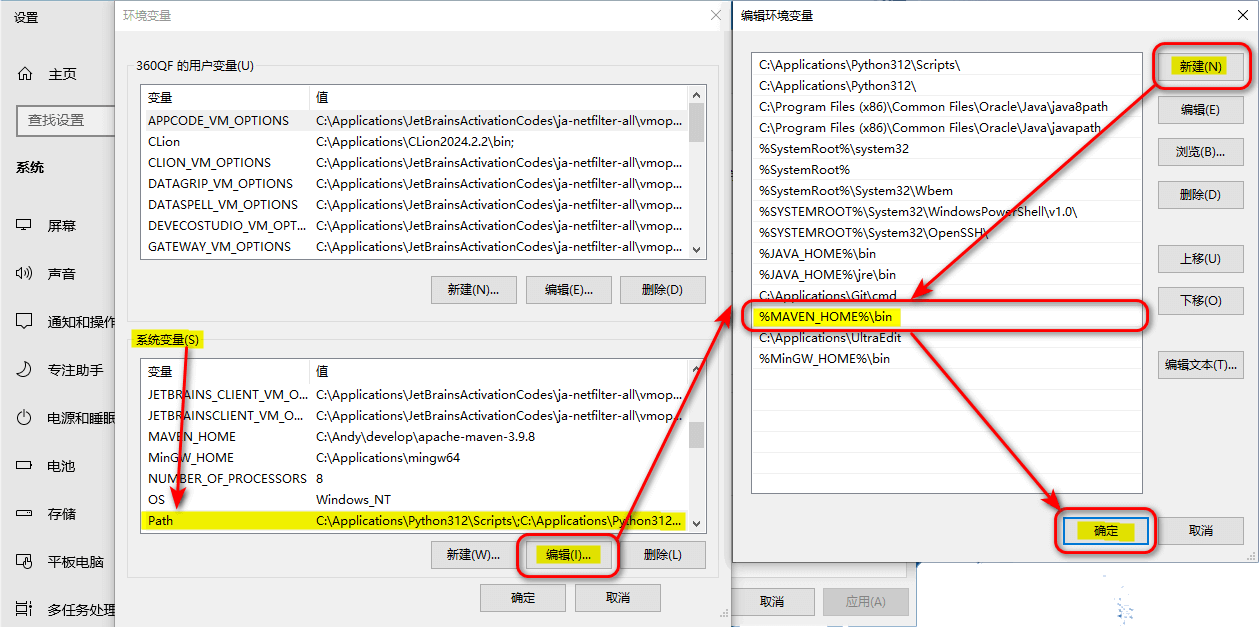 设置
主页
查找设置
系统
屏幕
声音
通知和操作
专注助手
电源和睡眠
电池
存储
平板电脑
多任务处理
环境变量
360QF 的用户变量(U)
变量 值
APPCODE_VM_OPTIONS C:\Applications\JetBrainsActivationCodes\ja-netfilter-all\vmop...
CLion C:\Applications\CLion2024.2.2\bin;
CLION_VM_OPTIONS C:\Applications\JetBrainsActivationCodes\ja-netfilter-all\vmop...
DATAGRIP_VM_OPTIONS C:\Applications\JetBrainsActivationCodes\ja-netfilter-all\vmop...
DATASPELL_VM_OPTIONS C:\Applications\JetBrainsActivationCodes\ja-netfilter-all\vmop...
DEVECOSTUDIO_VM_OPT... C:\Applications\JetBrainsActivationCodes\ja-netfilter-all\vmop...
GATEWAY_VM_OPTIONS C:\Applications\JetBrainsActivationCodes\ja-netfilter-all\vmop...
新建(N)... 编辑(E)... 删除(D)
系统变量(S)
变量 值
JETBRAINS_CLIENT_VM_O... C:\Applications\JetBrainsActivationCodes\ja-netfilter-all\vmop...
JETBRAINSCLIENT_VM_O... C:\Applications\JetBrainsActivationCodes\ja-netfilter-all\vmop...
MAVEN_HOME C:\Andy\develop\apache-maven-3.9.8
MinGW_HOME C:\Applications\mingw64
NUMBER_OF_PROCESSORS 8
OS Windows_NT
Path C:\Applications\Python312\Scripts\;C:\Applications\Python312...
新建(W)... 编辑(I)... 删除(L)
确定 取消
取消 应用(A)
编辑环境变量
C:\Applications\Python312\Scripts\
C:\Applications\Python312\
C:\Program Files (x86)\Common Files\Oracle\Java\java8path
C:\Program Files (x86)\Common Files\Oracle\Java\javapath
%SystemRoot%\system32
%SystemRoot%
%SystemRoot%\System32\Wbem
%SYSTEMROOT%\System32\WindowsPowerShell\v1.0\
%SYSTEMROOT%\System32\OpenSSH\
%JAVA_HOME%\bin
%JAVA_HOME%\jre\bin
C:\Applications\Git\cmd
%MAVEN_HOME%\bin
C:\Applications\UltraEdit
%MinGW_HOME%\bin
新建(N)
编辑(E)
浏览(B)...
删除(D)
上移(U)
下移(O)
编辑文本(T)...
确定 取消